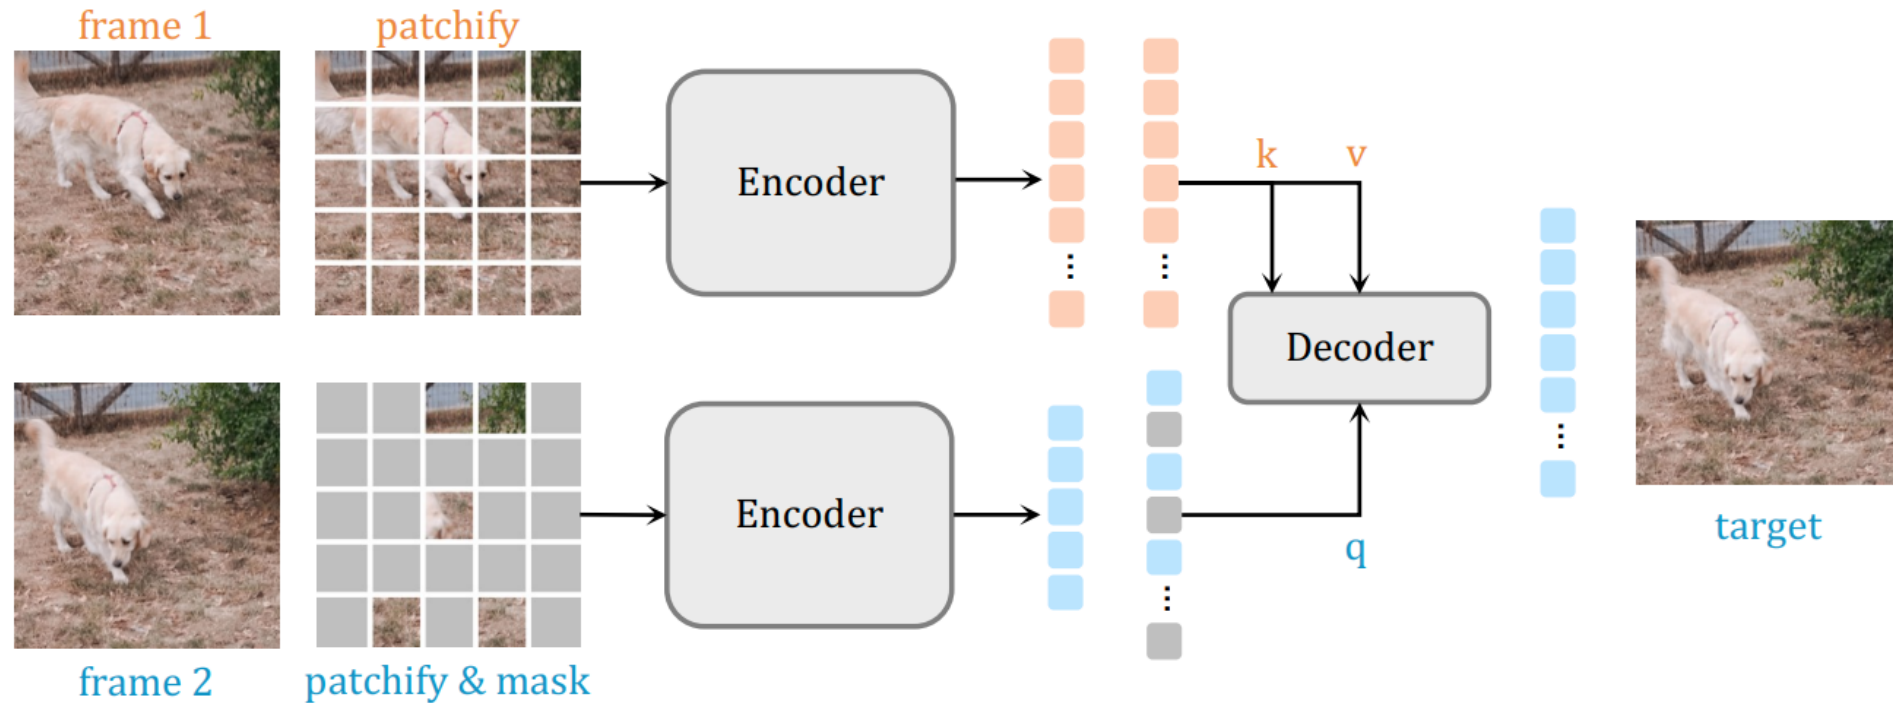 frame 1
patchify
Encoder
k
v
Decoder
Encoder
q
target
frame 2
patchify & mask